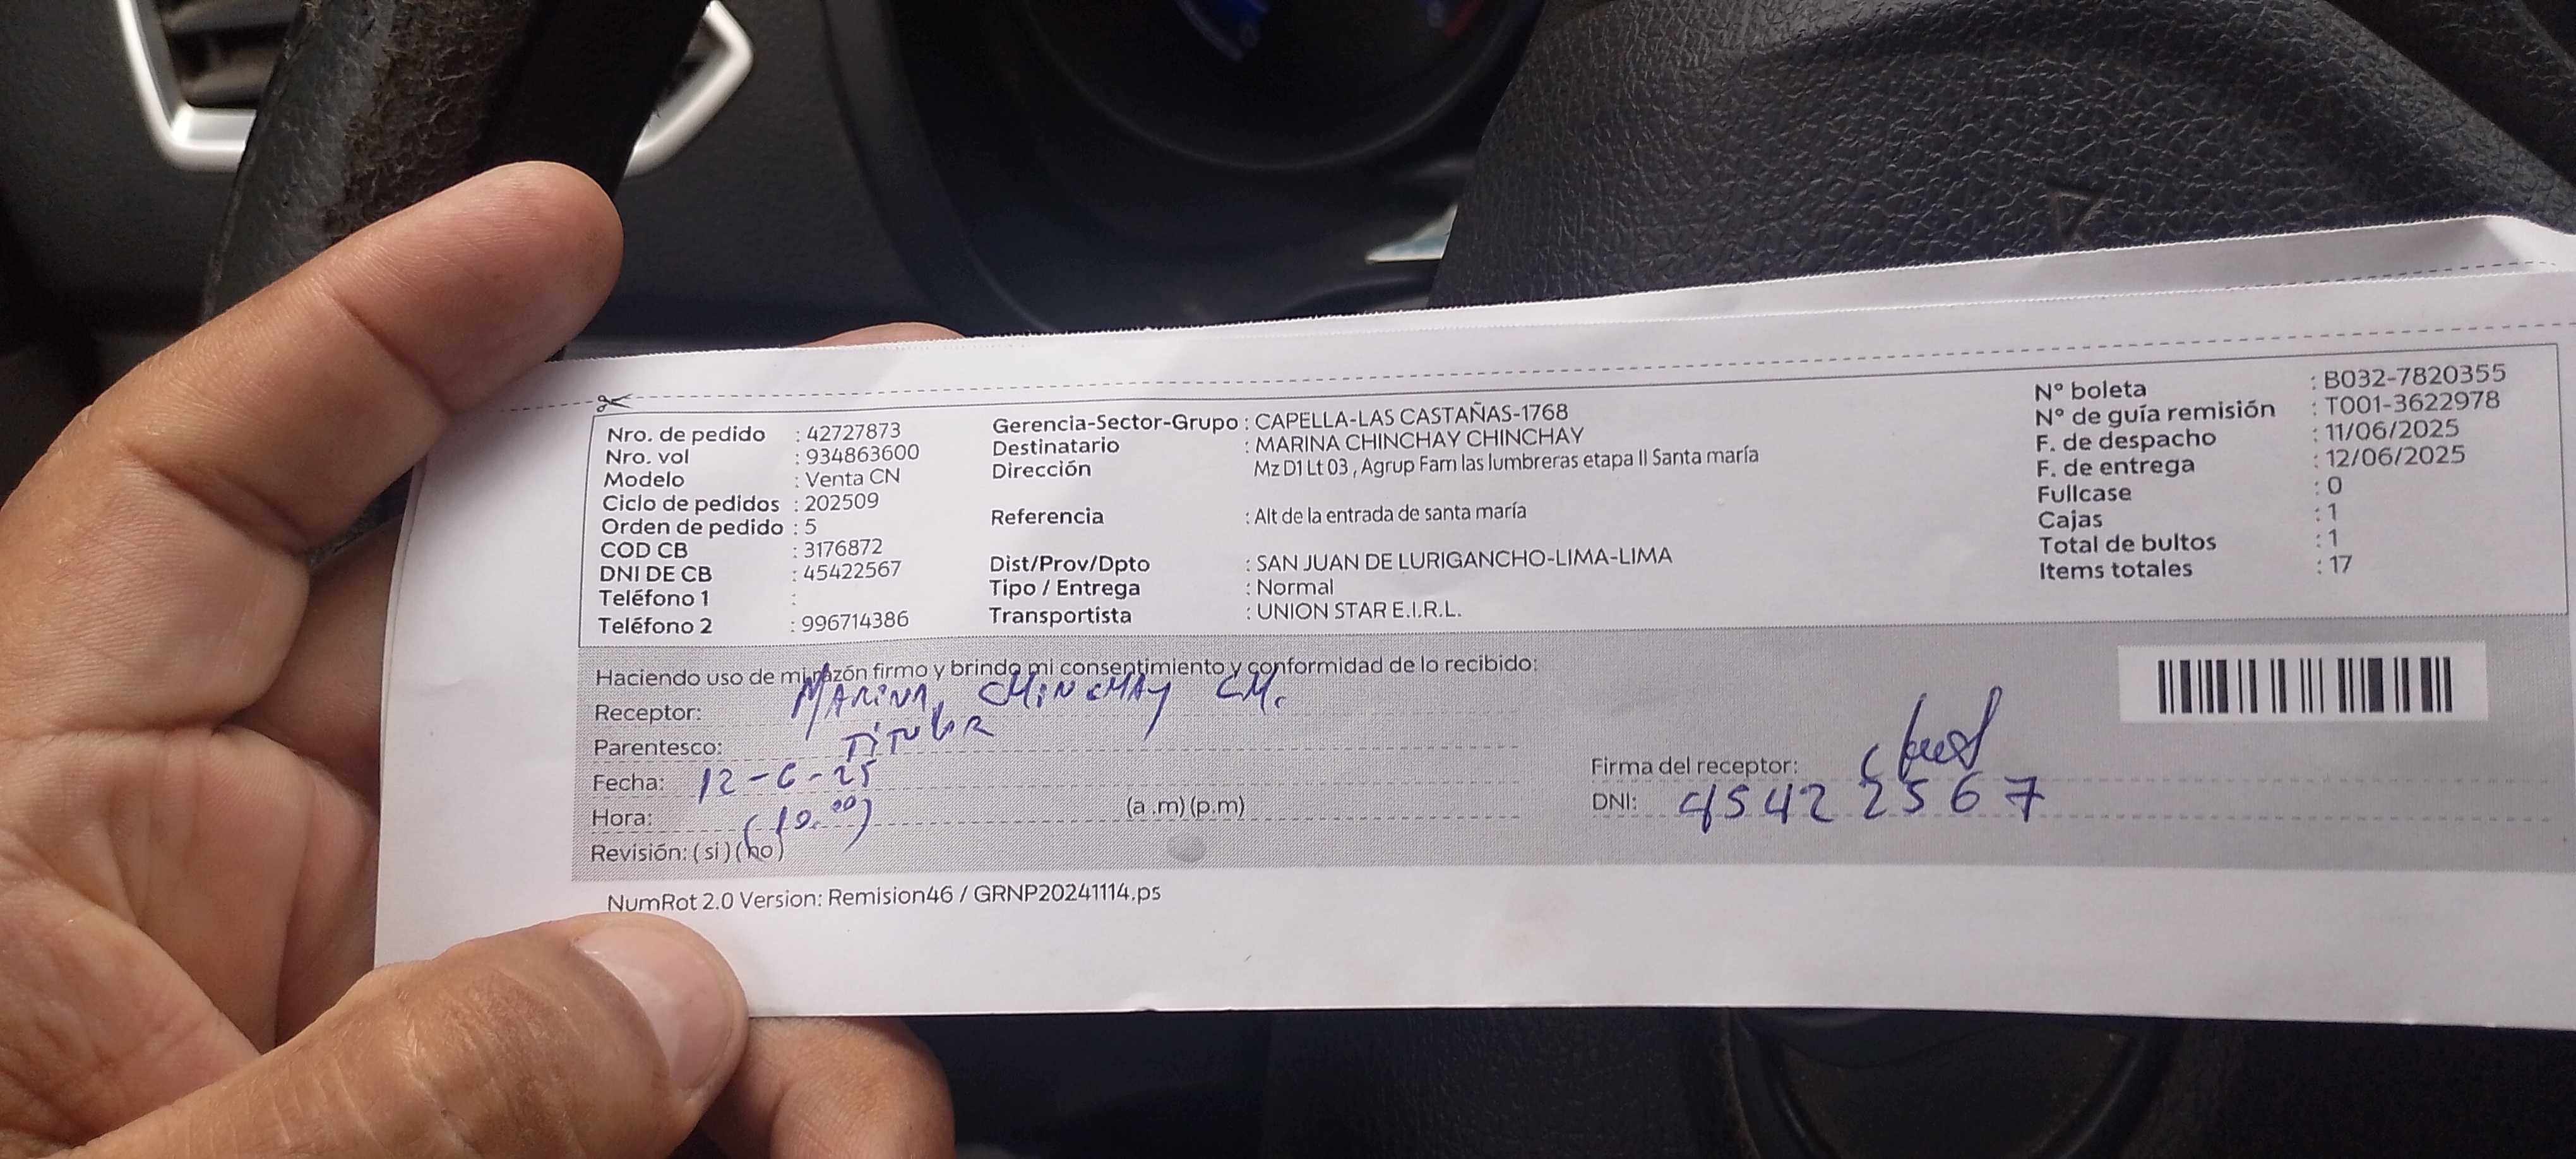 Nro. de pedido : 42727873
Nro. vol : 934863600
Modelo : Venta CN
Ciclo de pedidos : 202509
Orden de pedido : 5
COD CB : 3176872
DNI DE CB : 45422567
Teléfono 1 :
Teléfono 2 : 996714386
Gerencia-Sector-Grupo : CAPELLA-LAS CASTAÑAS-1768
Destinatario : MARINA CHINCHAY CHINCHAY
Dirección Mz D1 Lt 03 , Agrup Fam las lumbreras etapa II Santa maría
Referencia : Alt de la entrada de santa maría
Dist/Prov/Dpto : SAN JUAN DE LURIGANCHO-LIMA-LIMA
Tipo / Entrega : Normal
Transportista : UNION STAR E.I.R.L.
N° boleta : B032-7820355
N° de guía remisión : T001-3622978
F. de despacho : 11/06/2025
F. de entrega : 12/06/2025
Fullcase : 0
Cajas : 1
Total de bultos : 1
Items totales : 17
Haciendo uso de mi razón firmo y brindo mi consentimiento y conformidad de lo recibido:
Receptor: MARINA CHINCHAY CH.
Parentesco: TITULAR
Fecha: 12-6-25
Hora: (10.00) (a .m) (p.m)
Revisión: ( si ) ( no )
Firma del receptor:
DNI: 45422567
NumRot 2.0 Version: Remision46 / GRNP20241114.ps